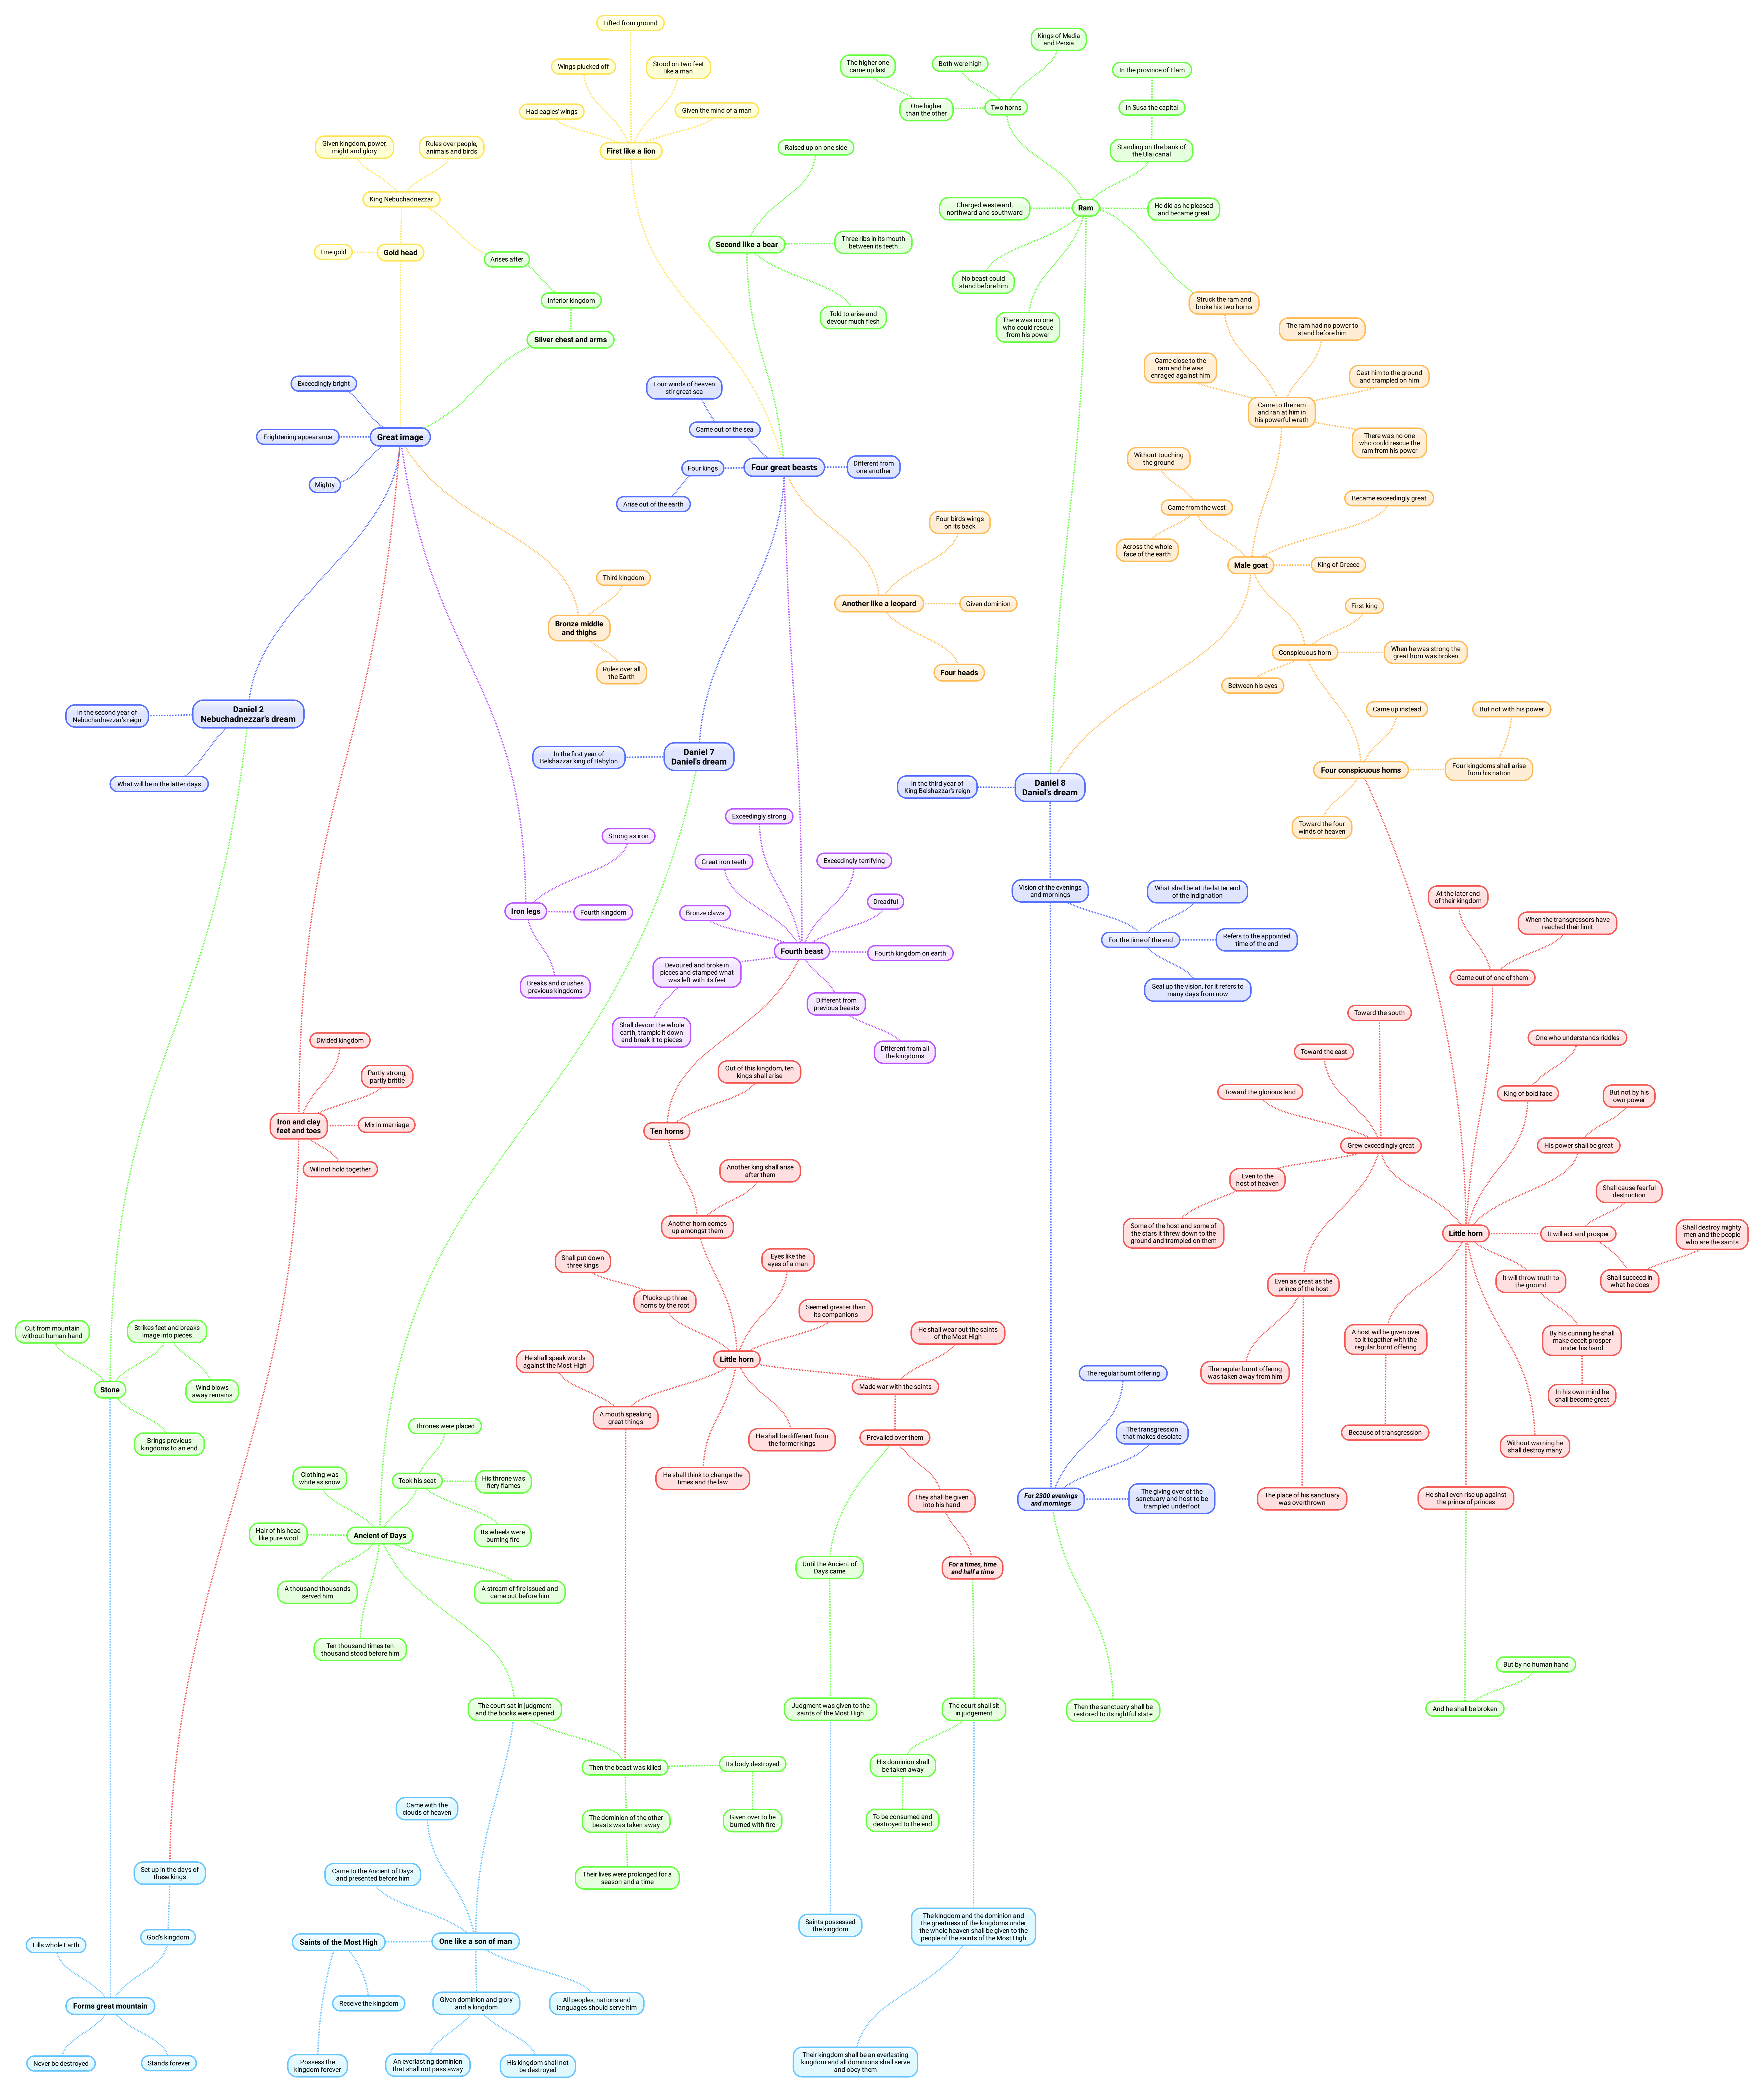 Lifted from ground
Wings plucked off
Stood on two feet
like a man
Had eagles' wings
Given the mind of a man
First like a lion
Given kingdom, power,
might and glory
Rules over people,
animals and birds
King Nebuchadnezzar
Fine gold
Gold head
Arises after
Inferior kingdom
Silver chest and arms
Exceedingly bright
Frightening appearance
Mighty
Great image
Third kingdom
Bronze middle
and thighs
Rules over all
the Earth
In the second year of
Nebuchadnezzar's reign
Daniel 2
Nebuchadnezzar's dream
What will be in the latter days
Strong as iron
Iron legs
Fourth kingdom
Breaks and crushes
previous kingdoms
Divided kingdom
Partly strong,
partly brittle
Iron and clay
feet and toes
Mix in marriage
Will not hold together
Cut from mountain
without human hand
Strikes feet and breaks
image into pieces
Stone
Wind blows
away remains
Brings previous
kingdoms to an end
Set up in the days of
these kings
God's kingdom
Fills whole Earth
Forms great mountain
Never be destroyed
Stands forever
Raised up on one side
Second like a bear
Three ribs in its mouth
between its teeth
Told to arise and
devour much flesh
Four winds of heaven
stir great sea
Came out of the sea
Four kings
Four great beasts
Different from
one another
Arise out of the earth
Four birds wings
on its back
Another like a leopard
Given dominion
Four heads
In the first year of
Belshazzar king of Babylon
Daniel 7
Daniel's dream
Exceedingly strong
Great iron teeth
Exceedingly terrifying
Bronze claws
Dreadful
Fourth beast
Fourth kingdom on earth
Devoured and broke in
pieces and stamped what
was left with its feet
Different from
previous beasts
Shall devour the whole
earth, trample it down
and break it to pieces
Different from all
the kingdoms
Out of this kingdom, ten
kings shall arise
Ten horns
Another king shall arise
after them
Another horn comes
up amongst them
Shall put down
three kings
Eyes like the
eyes of a man
Plucks up three
horns by the root
Seemed greater than
its companions
He shall wear out the saints
of the Most High
He shall speak words
against the Most High
Little horn
Made war with the saints
A mouth speaking
great things
He shall be different from
the former kings
Prevailed over them
He shall think to change the
times and the law
They shall be given
into his hand
Until the Ancient of
Days came
For a times, time
and half a time
Thrones were placed
Clothing was
white as snow
Took his seat
His throne was
fiery flames
Hair of his head
like pure wool
Ancient of Days
Its wheels were
burning fire
A thousand thousands
served him
A stream of fire issued and
came out before him
Ten thousand times ten
thousand stood before him
The court sat in judgment
and the books were opened
Judgment was given to the
saints of the Most High
The court shall sit
in judgement
Then the beast was killed
Its body destroyed
His dominion shall
be taken away
The dominion of the other
beasts was taken away
Given over to be
burned with fire
To be consumed and
destroyed to the end
Their lives were prolonged for a
season and a time
Came with the
clouds of heaven
Came to the Ancient of Days
and presented before him
Saints of the Most High
One like a son of man
Receive the kingdom
Given dominion and glory
and a kingdom
All peoples, nations and
languages should serve him
Possess the
kingdom forever
An everlasting dominion
that shall not pass away
His kingdom shall not
be destroyed
Saints possessed
the kingdom
The kingdom and the dominion and
the greatness of the kingdoms under
the whole heaven shall be given to the
people of the saints of the Most High
Their kingdom shall be an everlasting
kingdom and all dominions shall serve
and obey them
Kings of Media
and Persia
The higher one
came up last
Both were high
In the province of Elam
One higher
than the other
Two horns
In Susa the capital
Standing on the bank of
the Ulai canal
Charged westward,
northward and southward
Ram
He did as he pleased
and became great
No beast could
stand before him
There was no one
who could rescue
from his power
Struck the ram and
broke his two horns
The ram had no power to
stand before him
Came close to the
ram and he was
enraged against him
Cast him to the ground
and trampled on him
Came to the ram
and ran at him in
his powerful wrath
There was no one
who could rescue the
ram from his power
Without touching
the ground
Came from the west
Became exceedingly great
Across the whole
face of the earth
Male goat
King of Greece
First king
Conspicuous horn
When he was strong the
great horn was broken
Between his eyes
Came up instead
But not with his power
Four conspicuous horns
Four kingdoms shall arise
from his nation
Toward the four
winds of heaven
In the third year of
King Belshazzar's reign
Daniel 8
Daniel's dream
Vision of the evenings
and mornings
What shall be at the latter end
of the indignation
For the time of the end
Refers to the appointed
time of the end
Seal up the vision, for it refers to
many days from now
At the later end
of their kingdom
When the transgressors have
reached their limit
Came out of one of them
Toward the south
Toward the east
Toward the glorious land
One who understands riddles
King of bold face
But not by his
own power
Grew exceedingly great
His power shall be great
Even to the
host of heaven
Some of the host and some of
the stars it threw down to the
ground and trampled on them
Shall cause fearful
destruction
Little horn
It will act and prosper
Shall destroy mighty
men and the people
who are the saints
Shall succeed in
what he does
Even as great as the
prince of the host
It will throw truth to
the ground
A host will be given over
to it together with the
regular burnt offering
By his cunning he shall
make deceit prosper
under his hand
The regular burnt offering
was taken away from him
In his own mind he
shall become great
Because of transgression
Without warning he
shall destroy many
The place of his sanctuary
was overthrown
He shall even rise up against
the prince of princes
The regular burnt offering
The transgression
that makes desolate
For 2300 evenings
and mornings
The giving over of the
sanctuary and host to be
trampled underfoot
Then the sanctuary shall be
restored to its rightful state
But by no human hand
And he shall be broken